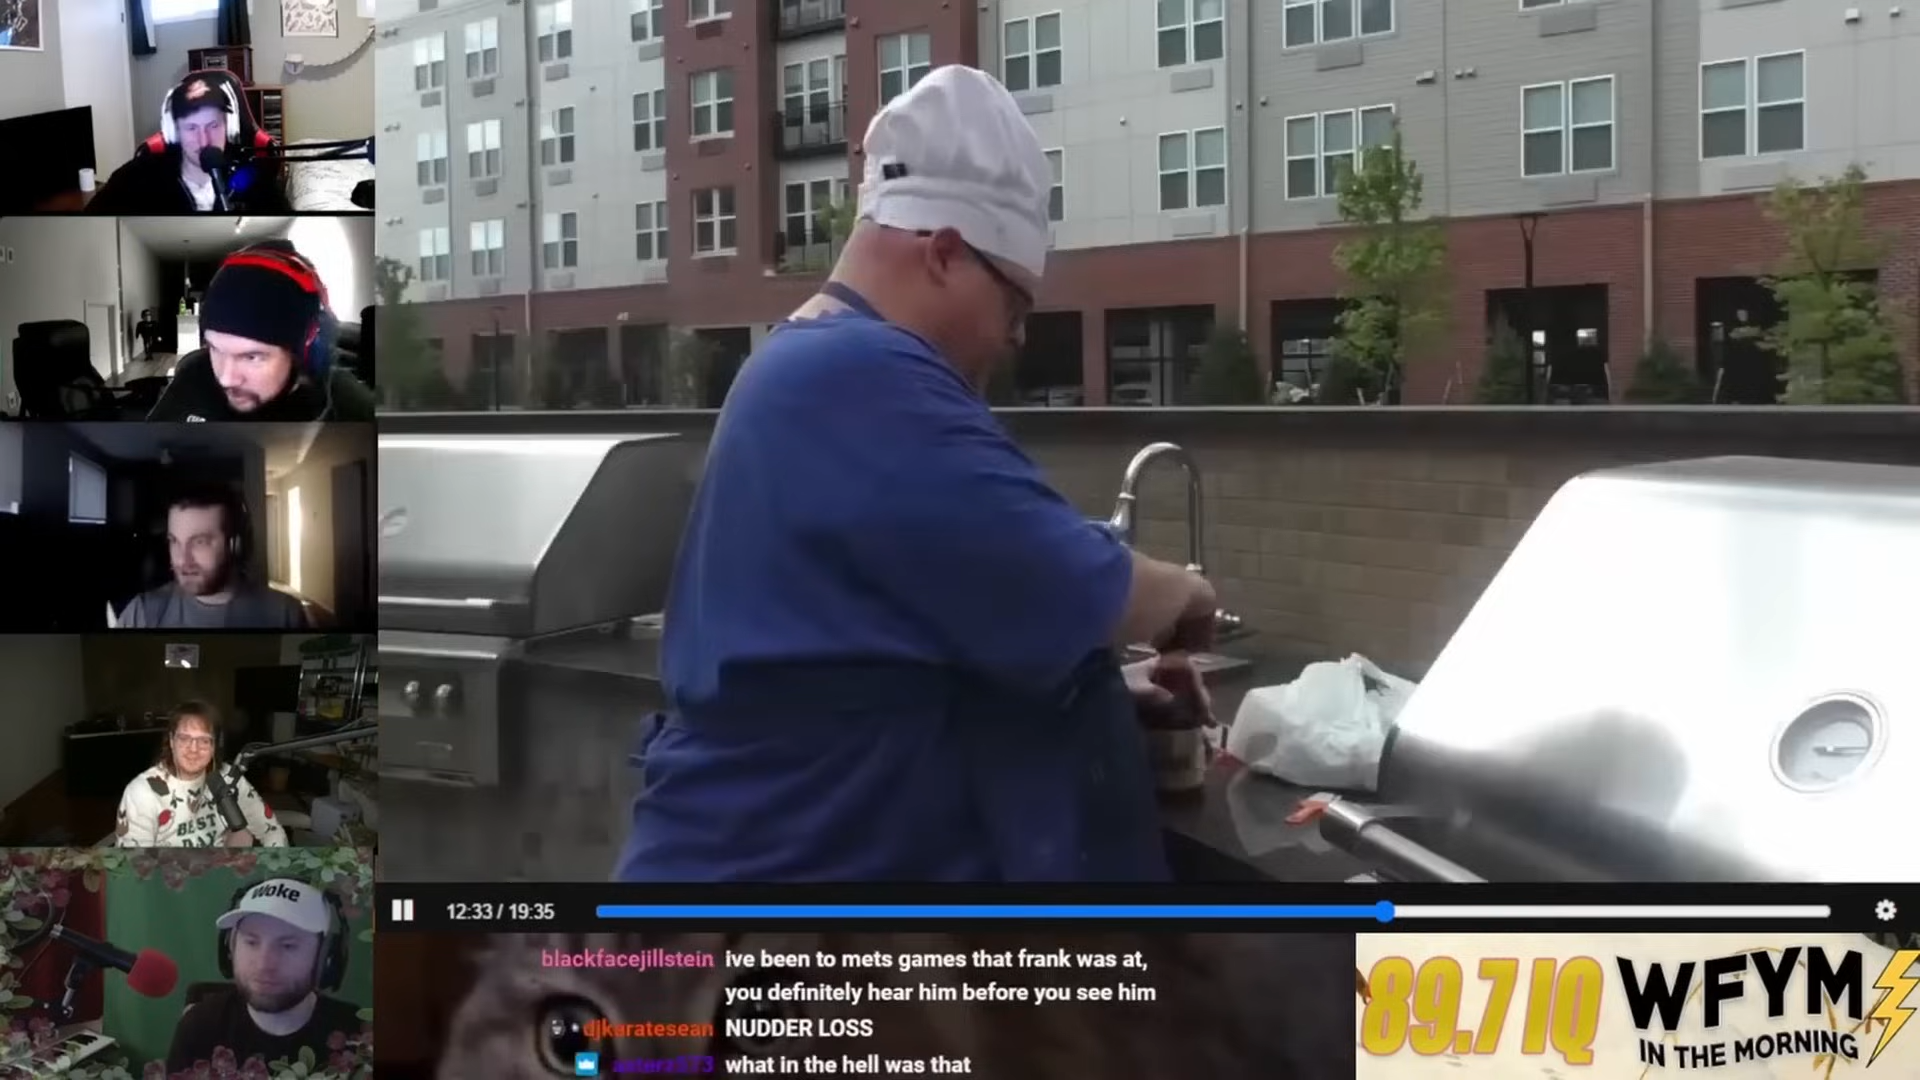 BEST
DAY
Woke
12:33 / 19:35
blackfacejillstein ive been to mets games that frank was at,
you definitely hear him before you see him
djkaratesean NUDDER LOSS
what in the hell was that
89.7 IQ
WFYM
IN THE MORNING